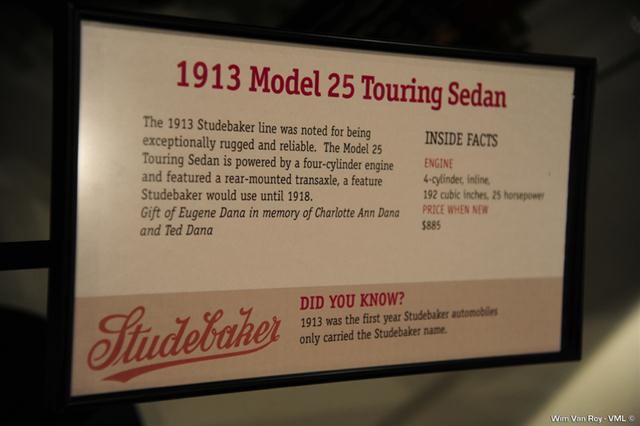 1913 Model 25 Touring Sedan
The 1913 Studebaker line was noted for being
exceptionally rugged and reliable. The Model 25
Touring Sedan is powered by a four-cylinder engine
and featured a rear-mounted transaxle, a feature
Studebaker would use until 1918.
Gift of Eugene Dana in memory of Charlotte Ann Dana
and Ted Dana
INSIDE FACTS
ENGINE
4-cylinder, inline,
192 cubic inches, 25 horsepower
PRICE WHEN NEW
$885
Studebaker
DID YOU KNOW?
1913 was the first year Studebaker automobiles
only carried the Studebaker name.
Wim Van Roy - VML ©